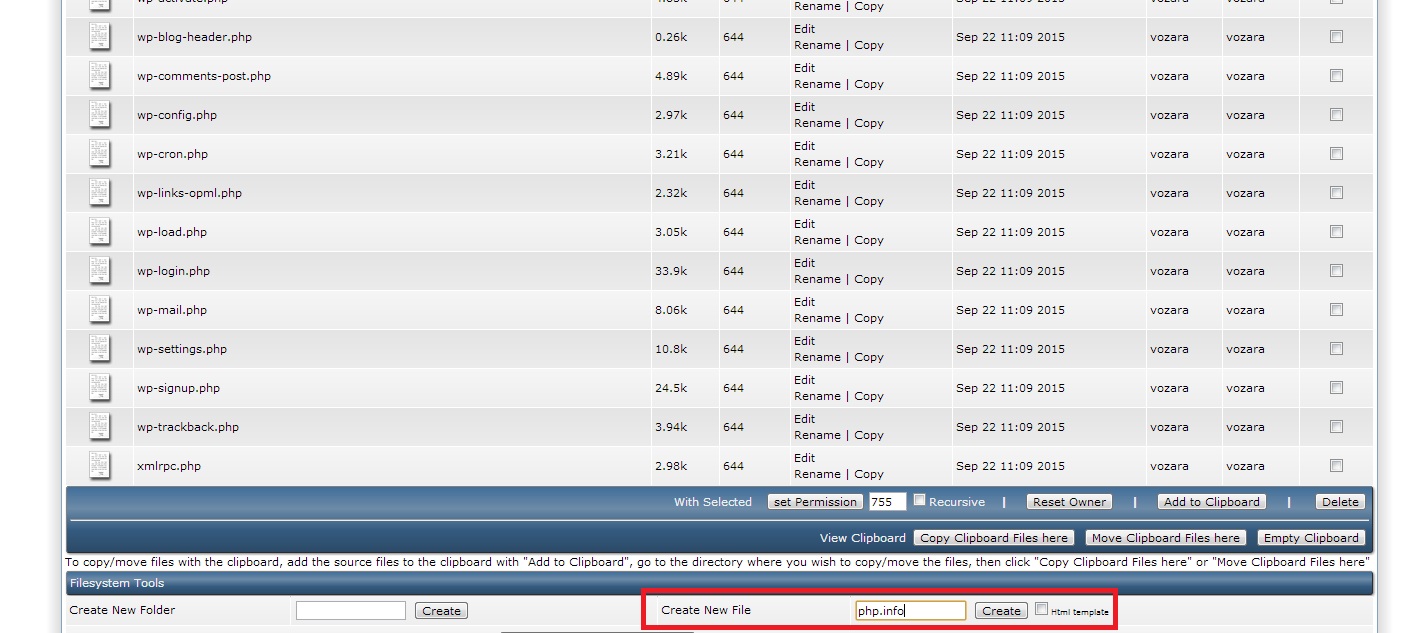 wp-activate.php 4.85k 644 Rename | Copy Sep 22 11:09 2015 vozara vozara
wp-blog-header.php 0.26k 644 Edit Sep 22 11:09 2015 vozara vozara
Rename | Copy
wp-comments-post.php 4.89k 644 Edit Sep 22 11:09 2015 vozara vozara
Rename | Copy
wp-config.php 2.97k 644 Edit Sep 22 11:09 2015 vozara vozara
Rename | Copy
wp-cron.php 3.21k 644 Edit Sep 22 11:09 2015 vozara vozara
Rename | Copy
wp-links-opml.php 2.32k 644 Edit Sep 22 11:09 2015 vozara vozara
Rename | Copy
wp-load.php 3.05k 644 Edit Sep 22 11:09 2015 vozara vozara
Rename | Copy
wp-login.php 33.9k 644 Edit Sep 22 11:09 2015 vozara vozara
Rename | Copy
wp-mail.php 8.06k 644 Edit Sep 22 11:09 2015 vozara vozara
Rename | Copy
wp-settings.php 10.8k 644 Edit Sep 22 11:09 2015 vozara vozara
Rename | Copy
wp-signup.php 24.5k 644 Edit Sep 22 11:09 2015 vozara vozara
Rename | Copy
wp-trackback.php 3.94k 644 Edit Sep 22 11:09 2015 vozara vozara
Rename | Copy
xmlrpc.php 2.98k 644 Edit Sep 22 11:09 2015 vozara vozara
Rename | Copy
With Selected set Permission 755 Recursive | Reset Owner | Add to Clipboard | Delete
View Clipboard Copy Clipboard Files here Move Clipboard Files here Empty Clipboard
To copy/move files with the clipboard, add the source files to the clipboard with "Add to Clipboard", go to the directory where you wish to copy/move the files, then click "Copy Clipboard Files here" or "Move Clipboard Files here"
Filesystem Tools
Create New Folder Create Create New File php.info Create Html template